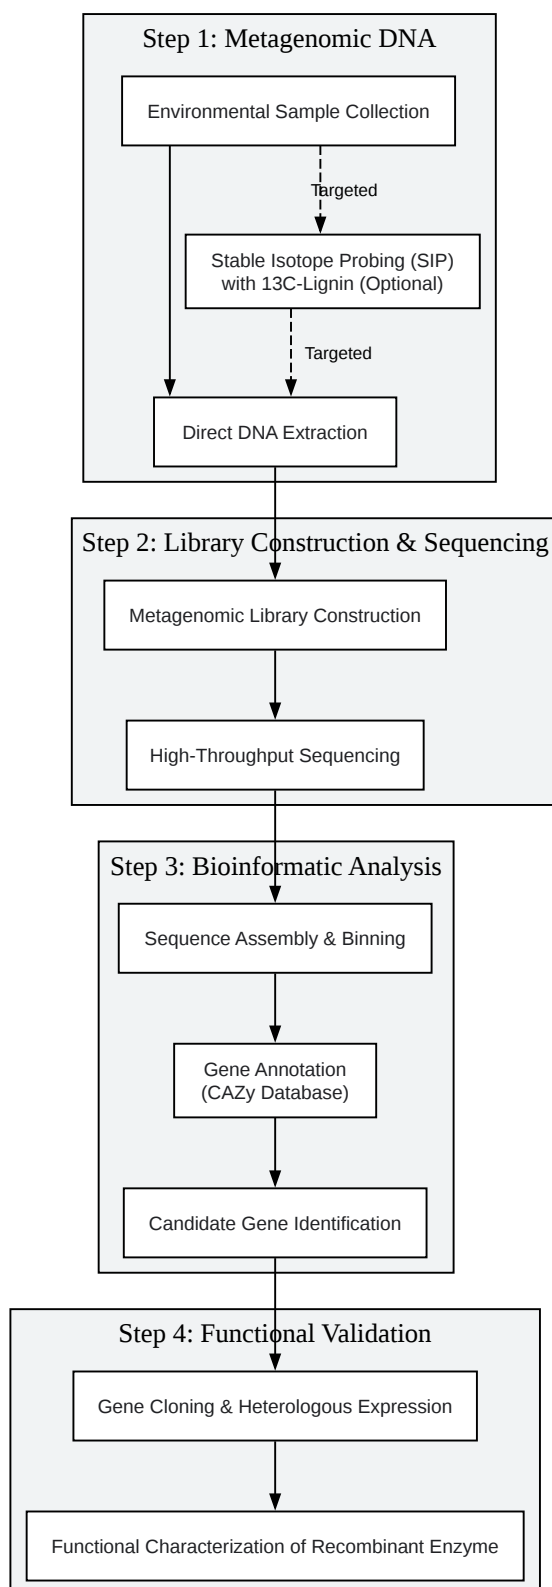 Step 1: Metagenomic DNA
Environmental Sample Collection
Targeted
Stable Isotope Probing (SIP)
with 13C-Lignin (Optional)
Targeted
Direct DNA Extraction
Step 2: Library Construction & Sequencing
Metagenomic Library Construction
High-Throughput Sequencing
Step 3: Bioinformatic Analysis
Sequence Assembly & Binning
Gene Annotation
(CAZy Database)
Candidate Gene Identification
Step 4: Functional Validation
Gene Cloning & Heterologous Expression
Functional Characterization of Recombinant Enzyme